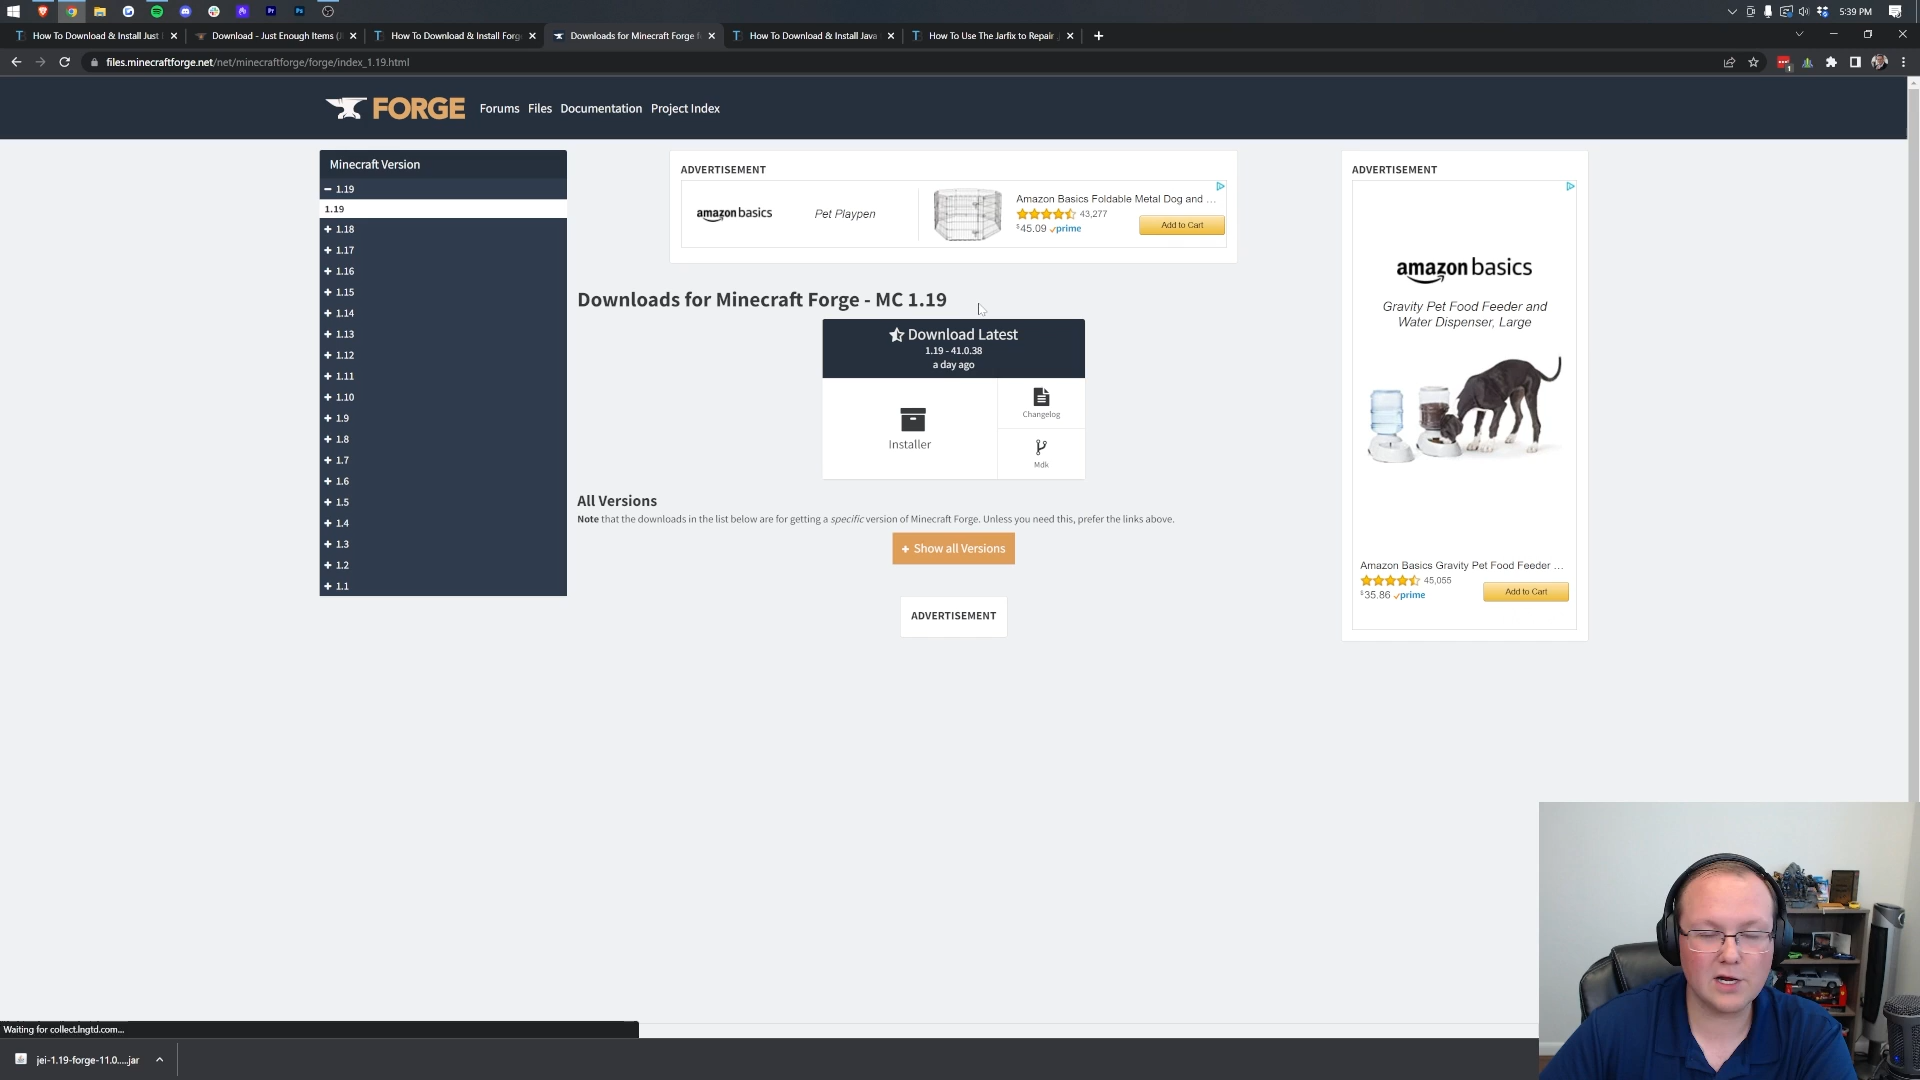 5:39 PM
How To Download & Install Just
Download - Just Enough Items (
How To Download & Install Forg
Downloads for Minecraft Forge f
How To Download & Install Java
How To Use The Jarfix to Repair
files.minecraftforge.net/net/minecraftforge/forge/index_1.19.html
FORGE
Forums Files Documentation Project Index
Minecraft Version
1.19
1.19
1.18
1.17
1.16
1.15
1.14
1.13
1.12
1.11
1.10
1.9
1.8
1.7
1.6
1.5
1.4
1.3
1.2
1.1
ADVERTISEMENT
amazonbasics
Pet Playpen
Amazon Basics Foldable Metal Dog and ...
43,277
$45.09 prime
Add to Cart
Downloads for Minecraft Forge - MC 1.19
Download Latest
1.19 - 41.0.38
a day ago
Installer
Changelog
Mdk
All Versions
Note that the downloads in the list below are for getting a specific version of Minecraft Forge. Unless you need this, prefer the links above.
+ Show all Versions
ADVERTISEMENT
ADVERTISEMENT
amazon basics
Gravity Pet Food Feeder and
Water Dispenser, Large
Amazon Basics Gravity Pet Food Feeder ...
45,055
$35.86 prime
Add to Cart
Waiting for collect.lngtd.com...
jei-1.19-forge-11.0....jar